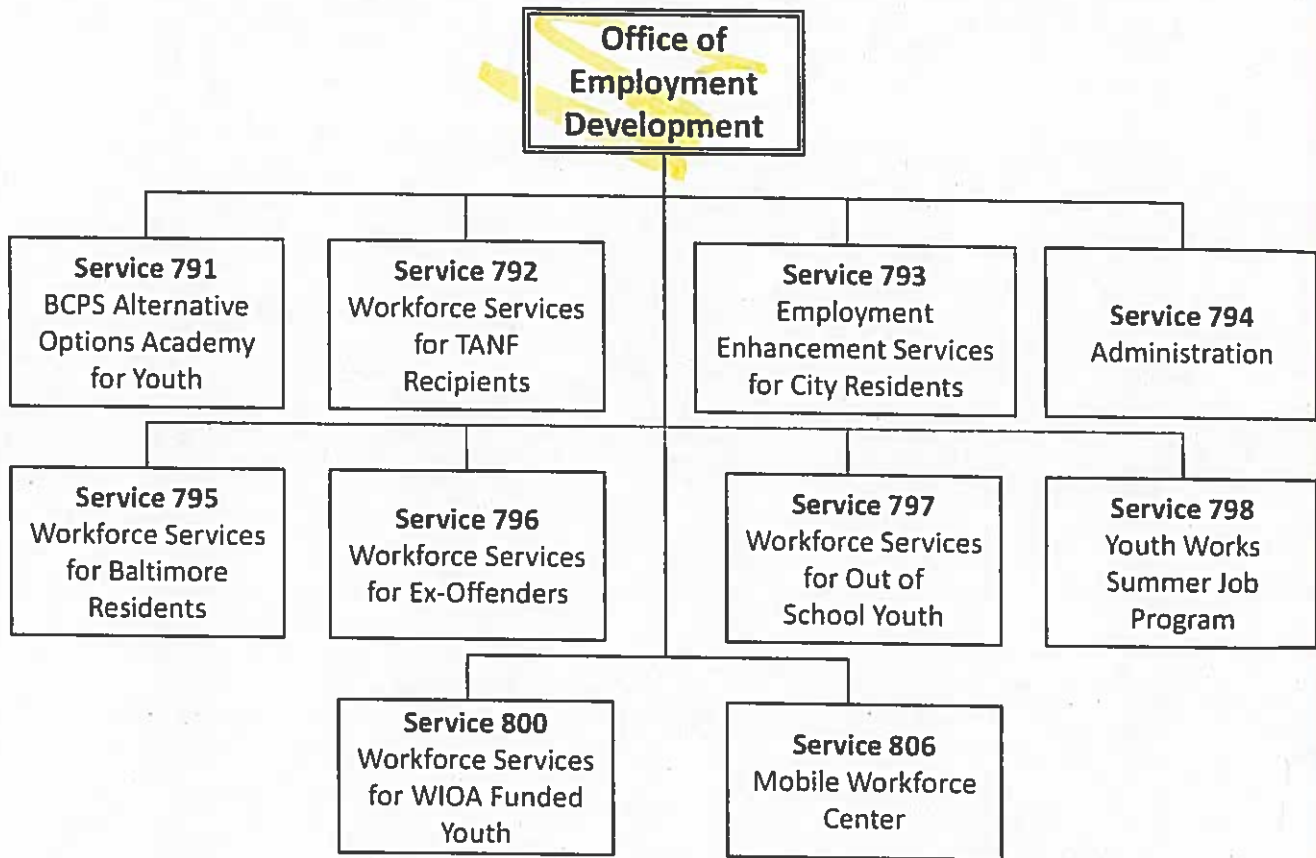 Office of
Employment
Development
Service 791
BCPS Alternative
Options Academy
for Youth
Service 792
Workforce Services
for TANF
Recipients
Service 793
Employment
Enhancement Services
for City Residents
Service 794
Administration
Service 795
Workforce Services
for Baltimore
Residents
Service 796
Workforce Services
for Ex-Offenders
Service 797
Workforce Services
for Out of
School Youth
Service 798
Youth Works
Summer Job
Program
Service 800
Workforce Services
for WIOA Funded
Youth
Service 806
Mobile Workforce
Center